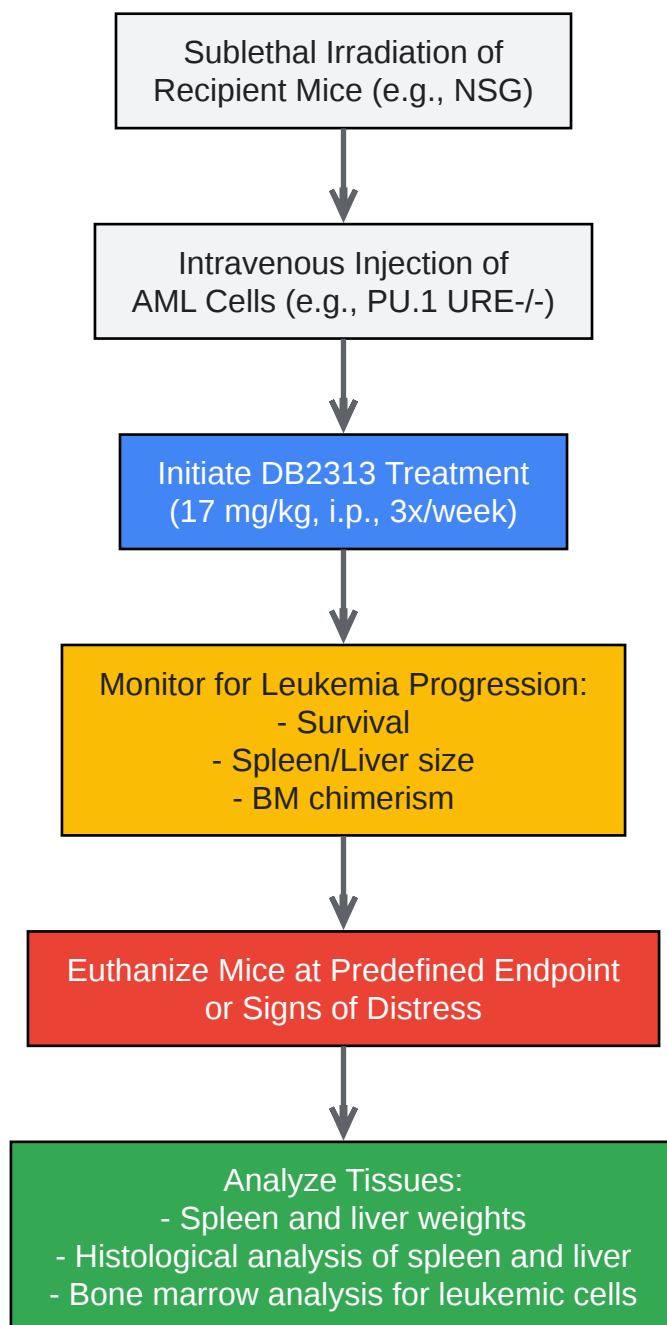 Sublethal Irradiation of
Recipient Mice (e.g., NSG)
Intravenous Injection of
AML Cells (e.g., PU.1 URE-/-)
Initiate DB2313 Treatment
(17 mg/kg, i.p., 3x/week)
Monitor for Leukemia Progression:
- Survival
- Spleen/Liver size
- BM chimerism
Euthanize Mice at Predefined Endpoint
or Signs of Distress
Analyze Tissues:
- Spleen and liver weights
- Histological analysis of spleen and liver
- Bone marrow analysis for leukemic cells